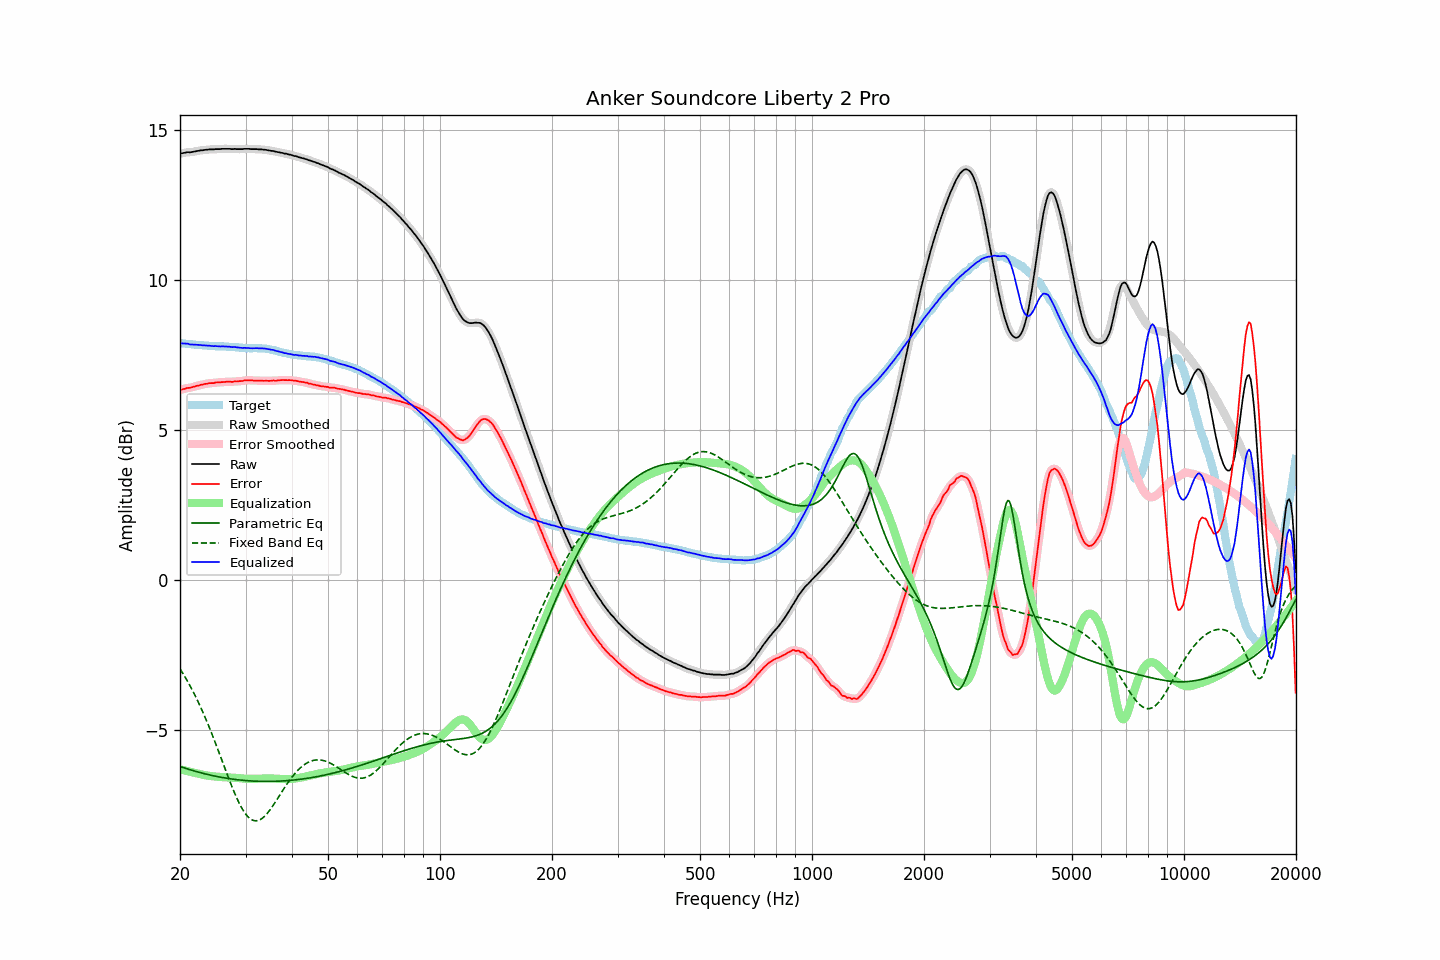 Anker Soundcore Liberty 2 Pro
15
10
5
0
−5
Amplitude (dBr)
Target
Raw Smoothed
Error Smoothed
Raw
Error
Equalization
Parametric Eq
Fixed Band Eq
Equalized
20 50 100 200 500 1000 2000 5000 10000 20000
Frequency (Hz)